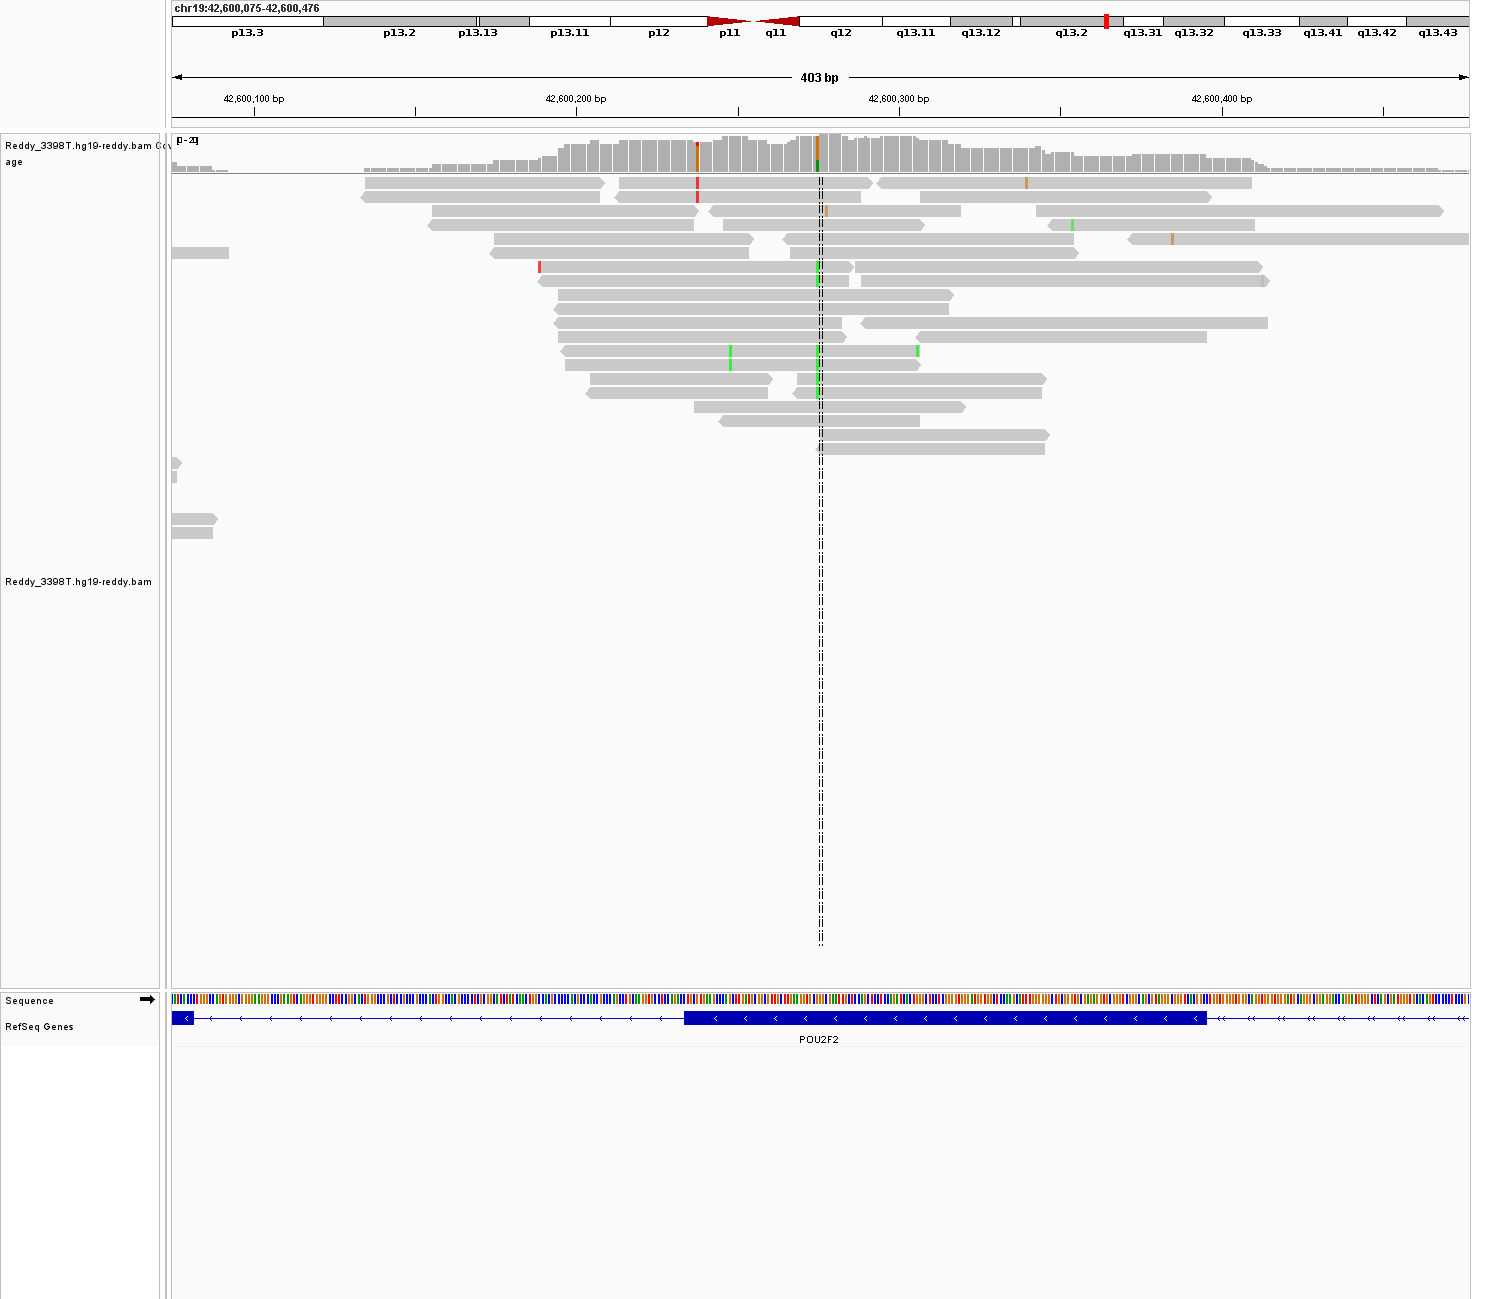 chr19:42,600,075-42,600,476
p13.3 p13.2 p13.13 p13.11 p12 p11 q11 q12 q13.11 q13.12 q13.2 q13.31 q13.32 q13.33 q13.41 q13.42 q13.43
403 bp
42,600,100 bp 42,600,200 bp 42,600,300 bp 42,600,400 bp
[0 - 20]
Reddy_3398T.hg19-reddy.bam Cov
age
Reddy_3398T.hg19-reddy.bam
Sequence
RefSeq Genes
POU2F2